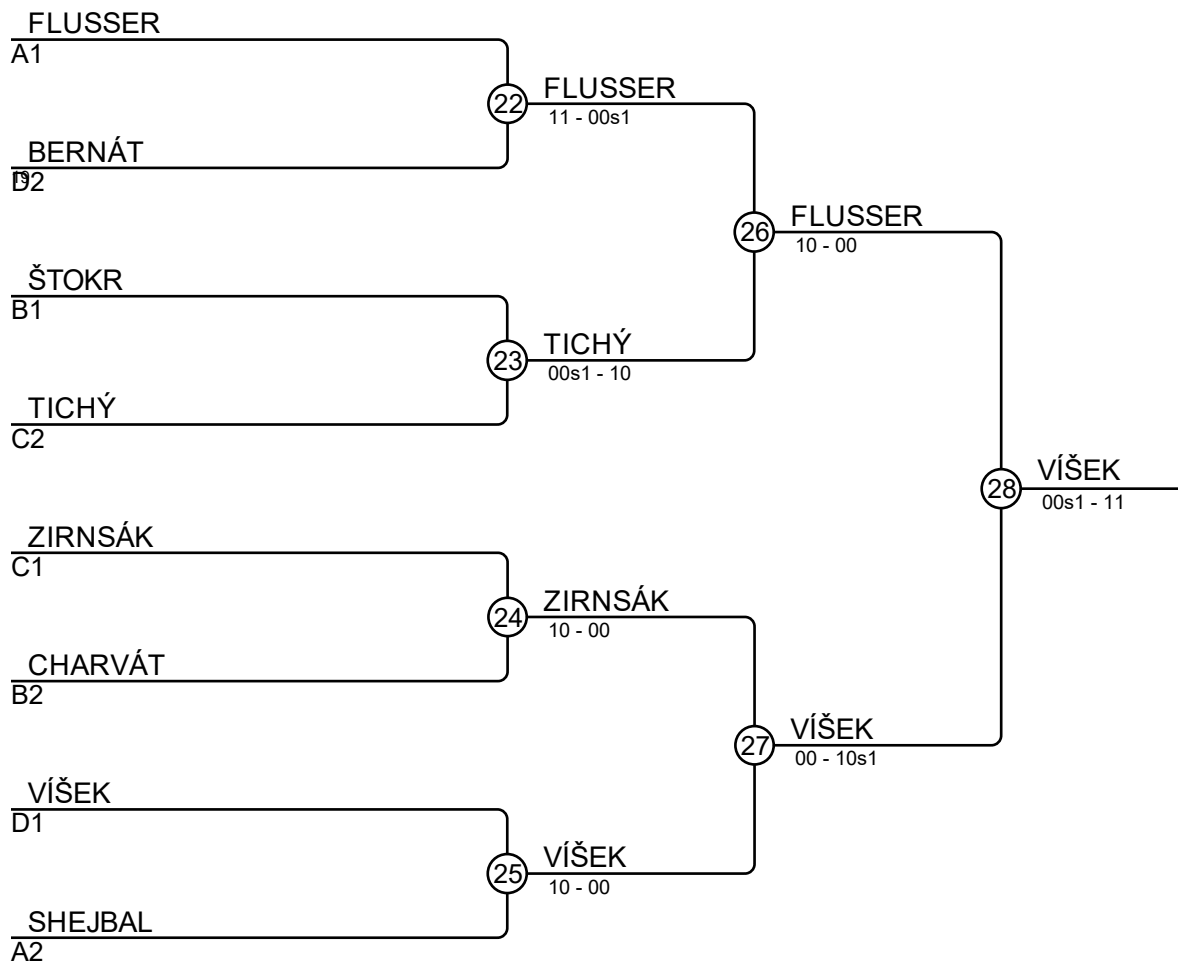 FLUSSER
A1
22
FLUSSER
11 - 00s1
BERNÁT
19
D2
26
FLUSSER
10 - 00
ŠTOKR
B1
23
TICHÝ
00s1 - 10
TICHÝ
C2
28
VÍŠEK
00s1 - 11
ZIRNSÁK
C1
24
ZIRNSÁK
10 - 00
CHARVÁT
B2
27
VÍŠEK
00 - 10s1
VÍŠEK
D1
25
VÍŠEK
10 - 00
SHEJBAL
A2